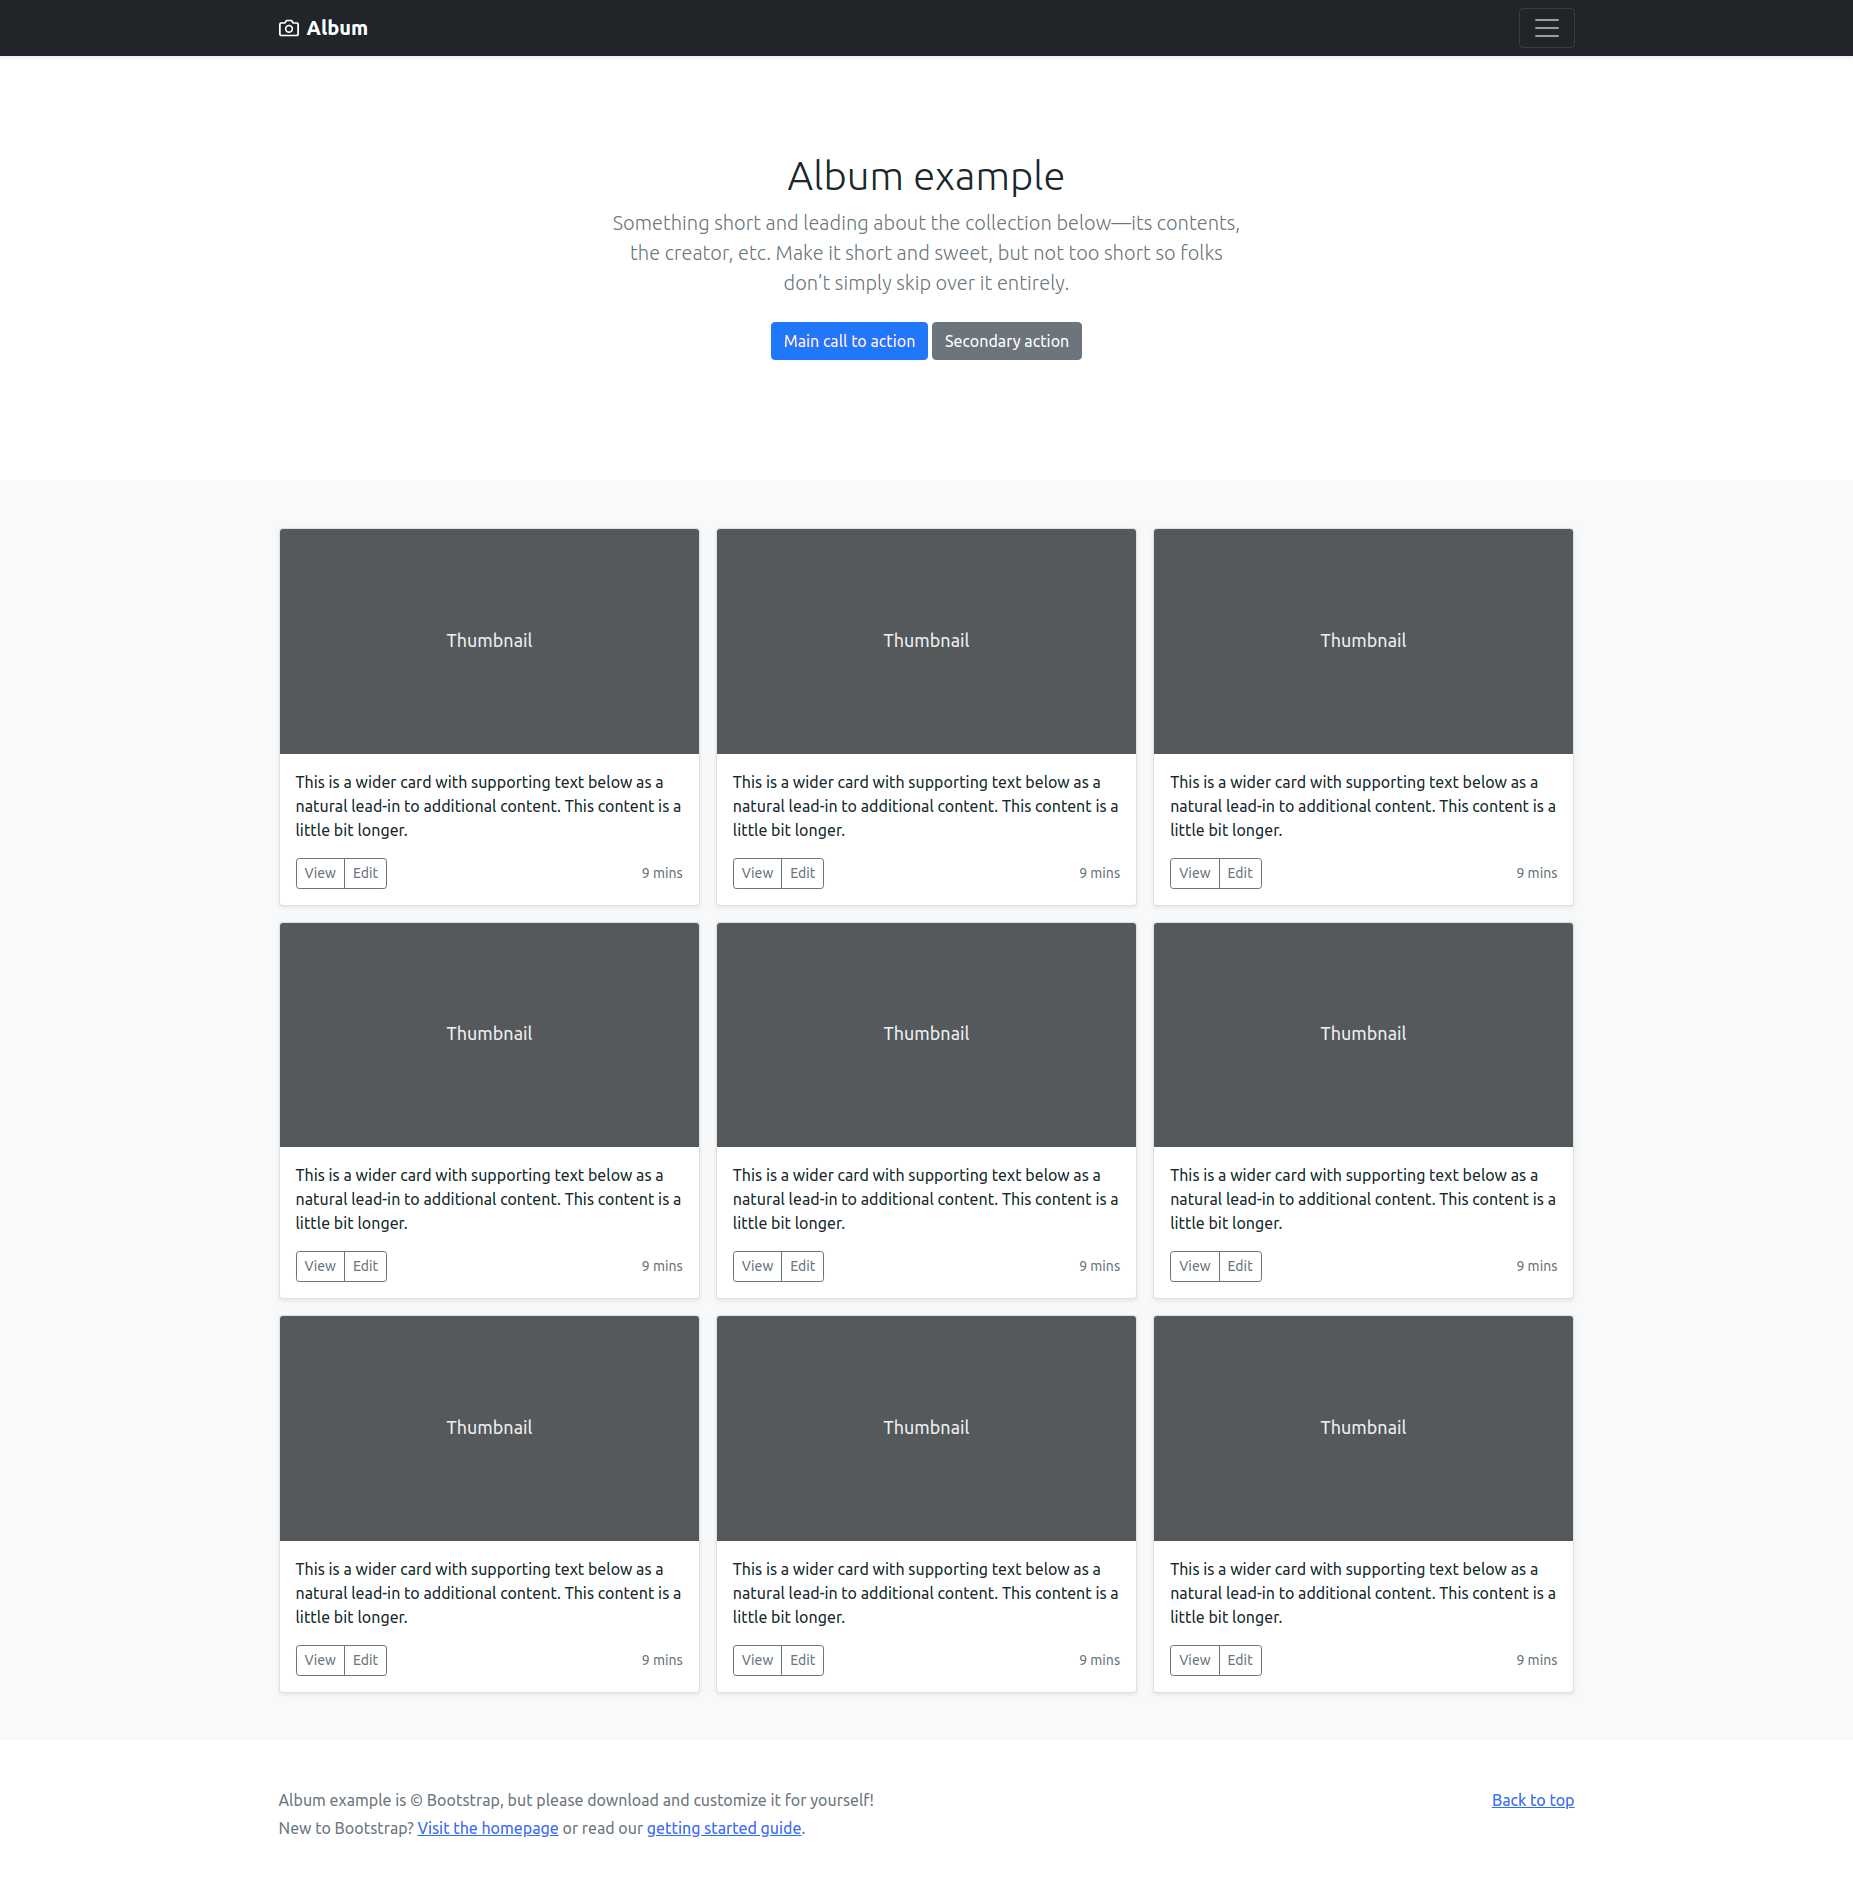 Album
Album example
Something short and leading about the collection below—its contents,
the creator, etc. Make it short and sweet, but not too short so folks
don’t simply skip over it entirely.
Main call to action Secondary action
Thumbnail Thumbnail Thumbnail
This is a wider card with supporting text below as a
natural lead-in to additional content. This content is a
little bit longer.
View Edit 9 mins
This is a wider card with supporting text below as a
natural lead-in to additional content. This content is a
little bit longer.
View Edit 9 mins
This is a wider card with supporting text below as a
natural lead-in to additional content. This content is a
little bit longer.
View Edit 9 mins
Thumbnail Thumbnail Thumbnail
This is a wider card with supporting text below as a
natural lead-in to additional content. This content is a
little bit longer.
View Edit 9 mins
This is a wider card with supporting text below as a
natural lead-in to additional content. This content is a
little bit longer.
View Edit 9 mins
This is a wider card with supporting text below as a
natural lead-in to additional content. This content is a
little bit longer.
View Edit 9 mins
Thumbnail Thumbnail Thumbnail
This is a wider card with supporting text below as a
natural lead-in to additional content. This content is a
little bit longer.
View Edit 9 mins
This is a wider card with supporting text below as a
natural lead-in to additional content. This content is a
little bit longer.
View Edit 9 mins
This is a wider card with supporting text below as a
natural lead-in to additional content. This content is a
little bit longer.
View Edit 9 mins
Album example is © Bootstrap, but please download and customize it for yourself!
New to Bootstrap? Visit the homepage or read our getting started guide.
Back to top